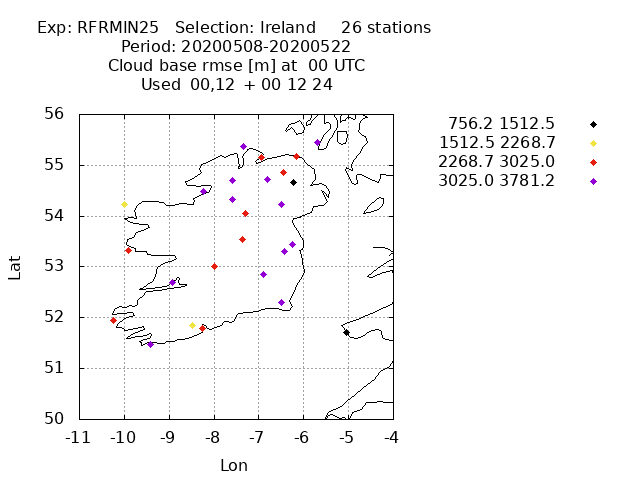 Exp: RFRMIN25 Selection: Ireland 26 stations
Period: 20200508-20200522
Cloud base rmse [m] at 00 UTC
Used 00,12 + 00 12 24
756.2 1512.5
1512.5 2268.7
2268.7 3025.0
3025.0 3781.2
56
55
54
53
52
51
50
Lat
-11 -10 -9 -8 -7 -6 -5 -4
Lon